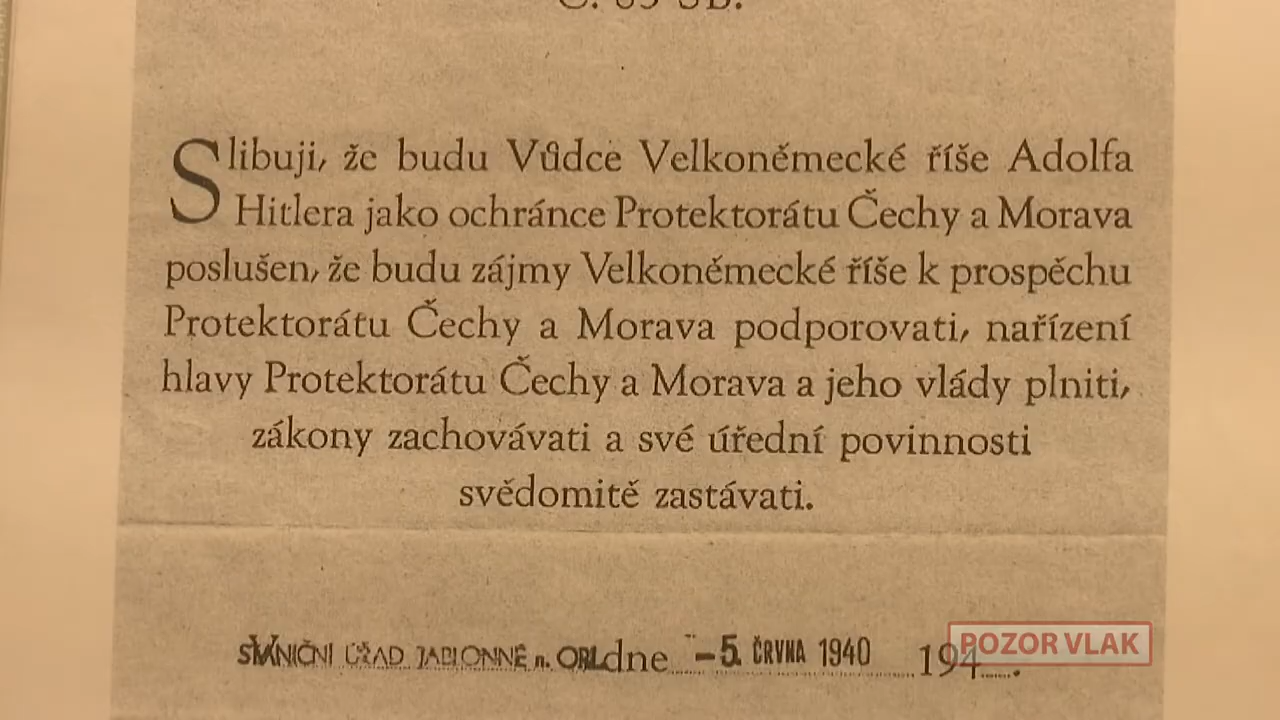 Slibuji, že budu Vůdce Velkoněmecké říše Adolfa
Hitlera jako ochránce Protektorátu Čechy a Morava
poslušen, že budu zájmy Velkoněmecké říše k prospěchu
Protektorátu Čechy a Morava podporovati, nařízení
hlavy Protektorátu Čechy a Morava a jeho vlády plniti,
zákony zachovávati a své úřední povinnosti
svědomitě zastávati.
STANIČNÍ ÚŘAD JABLONNÉ n. ORL. dne -5. ČRVNA 1940 194
POZOR VLAK